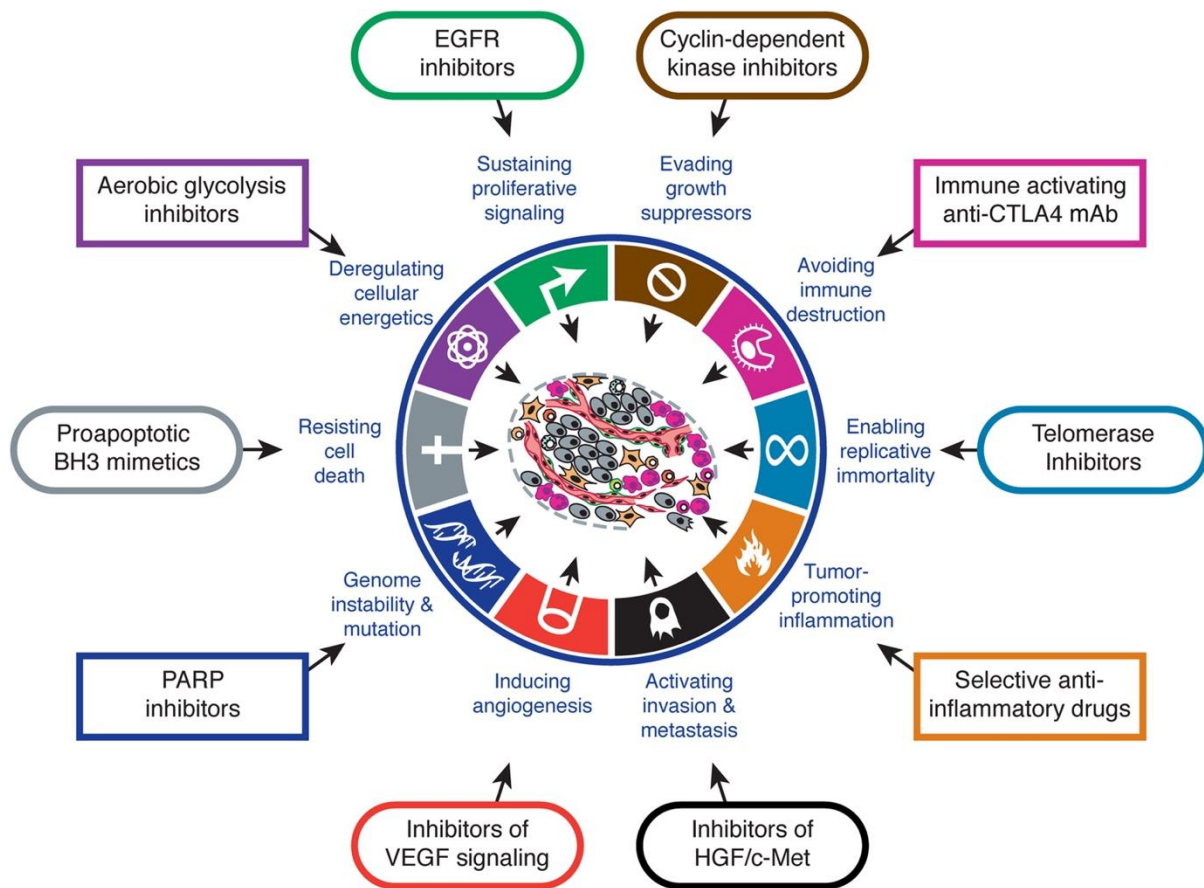 EGFR
inhibitors
Cyclin-dependent
kinase inhibitors
Sustaining
proliferative
signaling
Evading
growth
suppressors
Aerobic glycolysis
inhibitors
Immune activating
anti-CTLA4 mAb
Deregulating
cellular
energetics
Avoiding
immune
destruction
Proapoptotic
BH3 mimetics
Resisting
cell
death
Enabling
replicative
immortality
Telomerase
Inhibitors
Genome
instability &
mutation
Tumor-
promoting
inflammation
PARP
inhibitors
Inducing
angiogenesis
Activating
invasion &
metastasis
Selective anti-
inflammatory drugs
Inhibitors of
VEGF signaling
Inhibitors of
HGF/c-Met